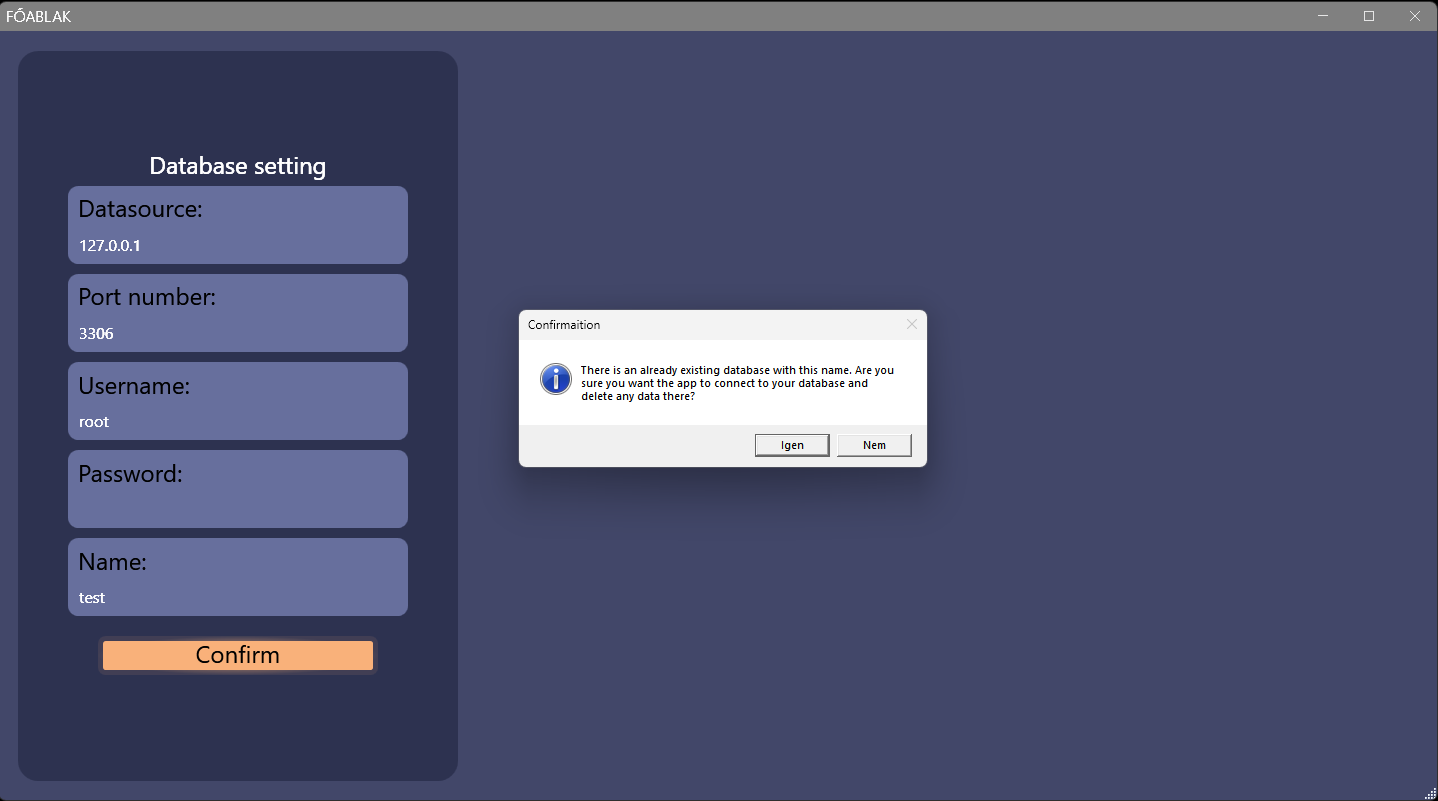 FŐABLAK
Database setting
Datasource:
127.0.0.1
Port number:
3306
Username:
root
Password:
Name:
test
Confirm
Confirmaition
There is an already existing database with this name. Are you
sure you want the app to connect to your database and
delete any data there?
Igen
Nem